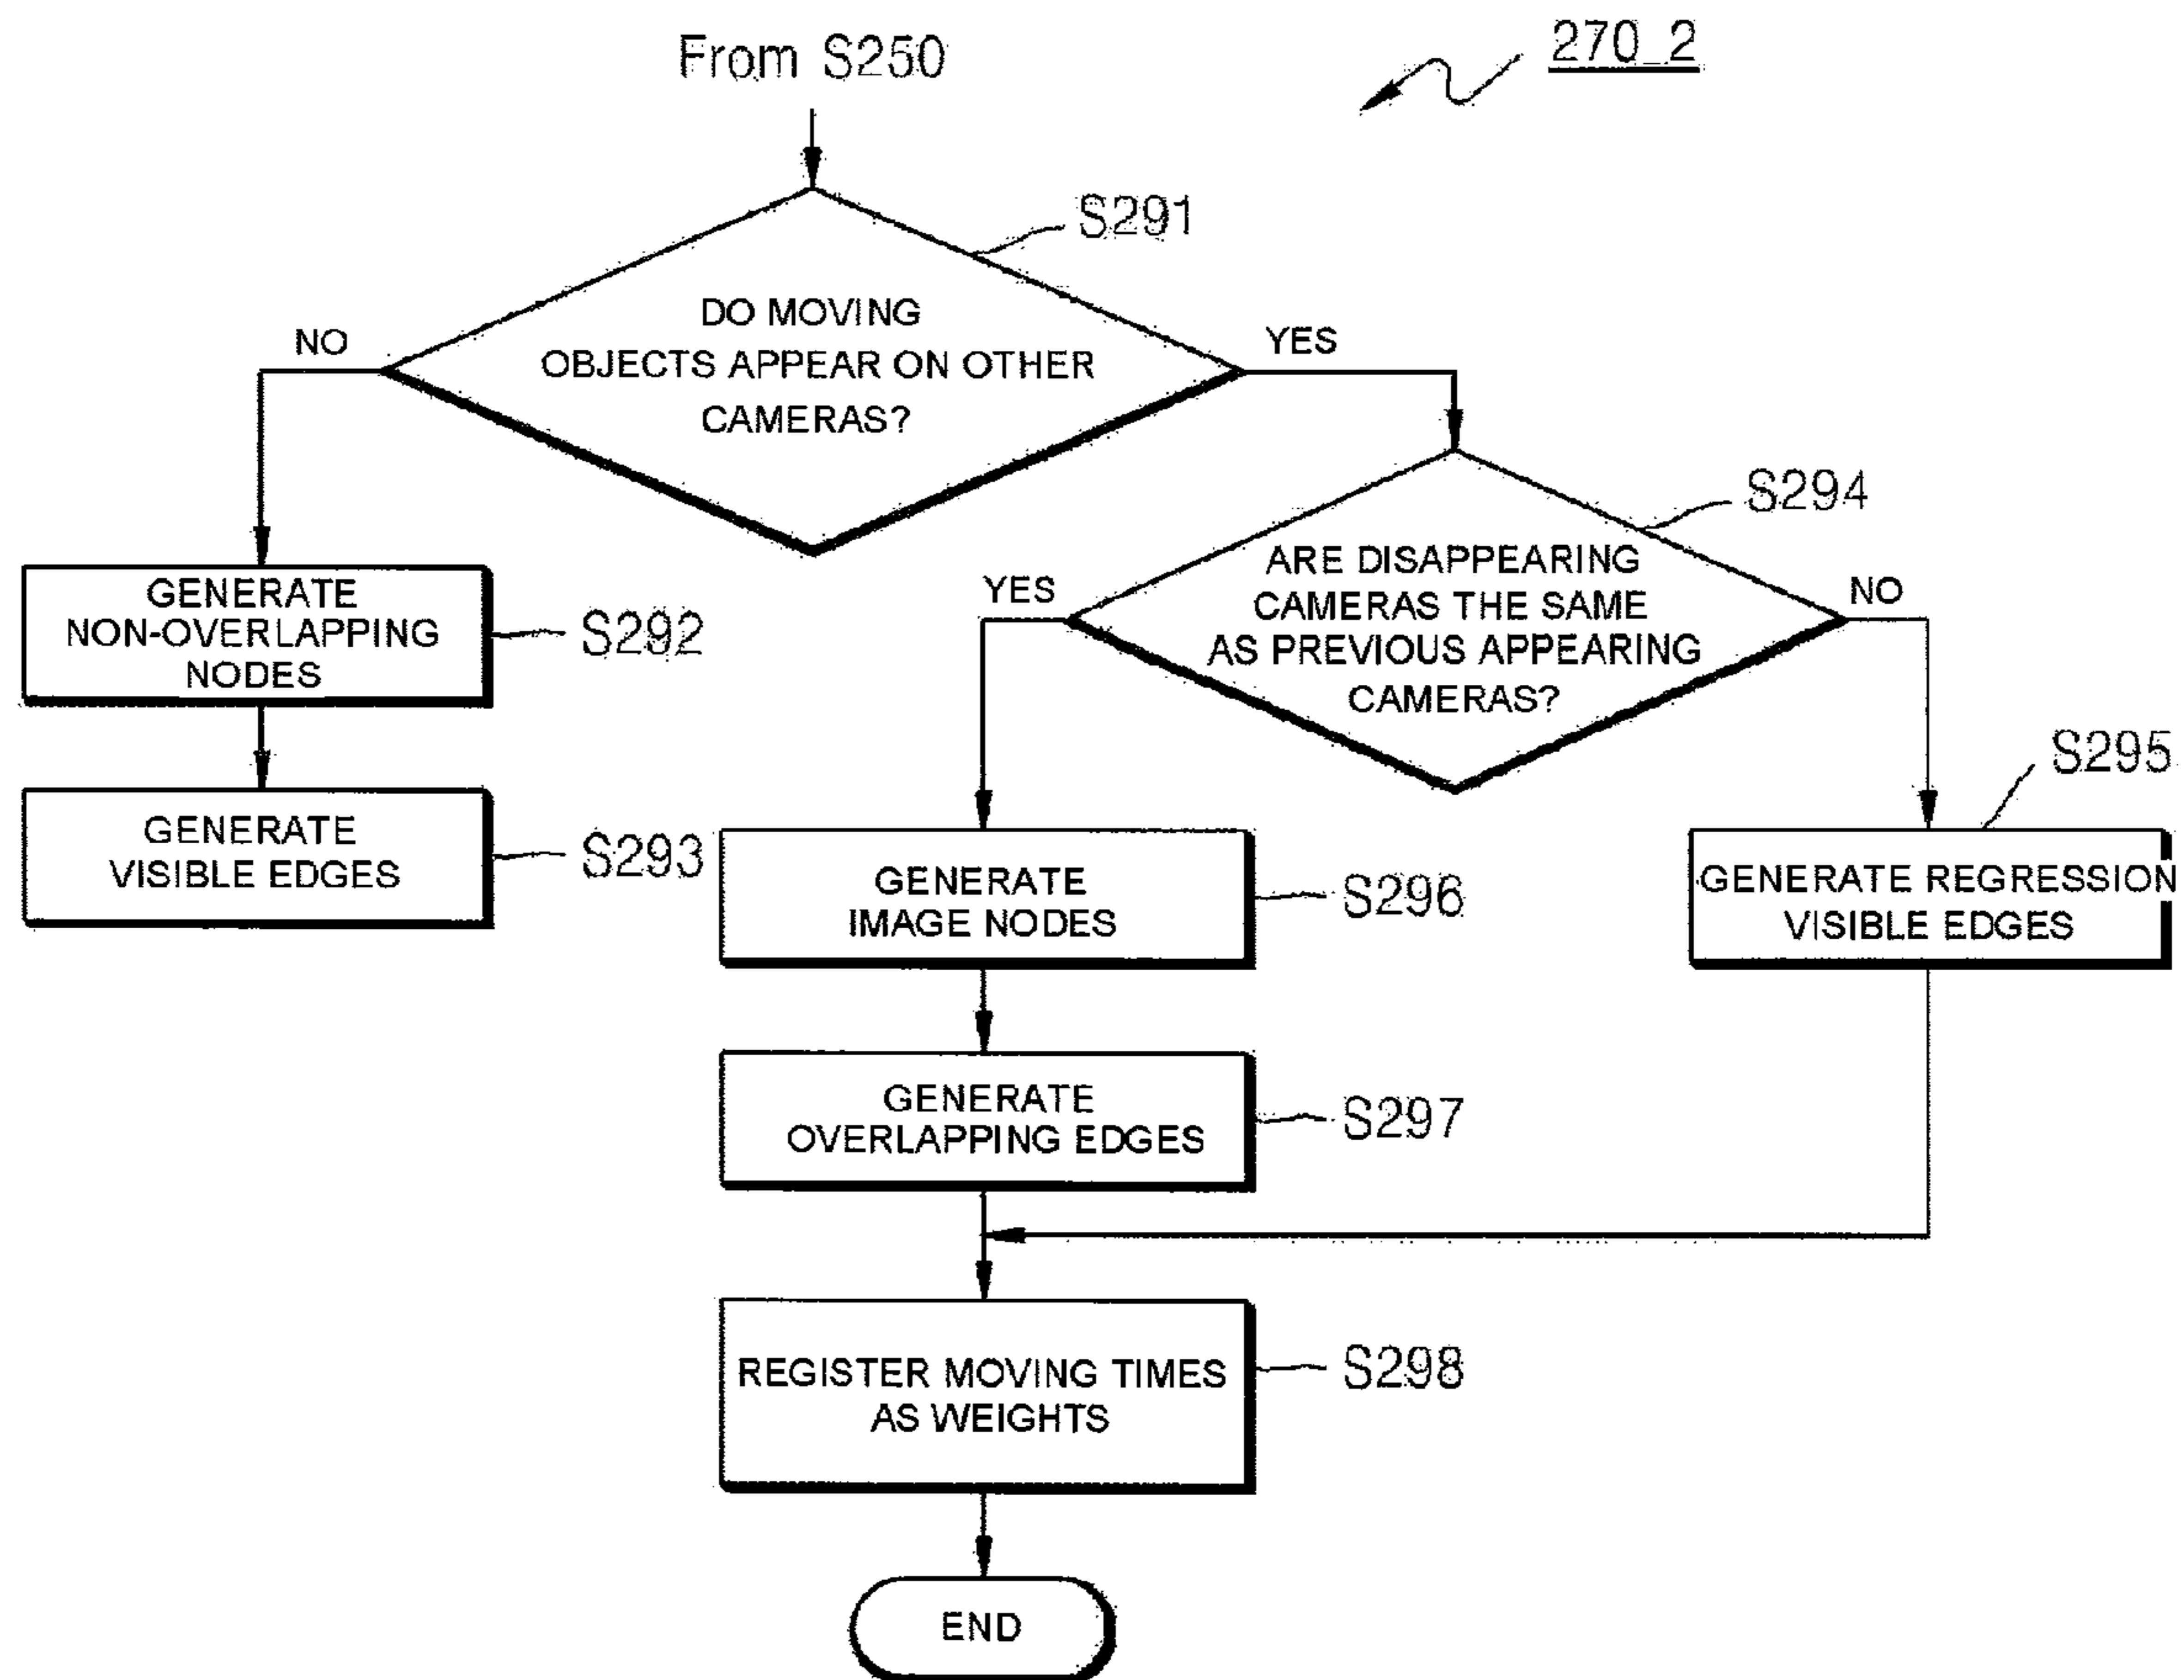 From S250
270_2
S291
DO MOVING
OBJECTS APPEAR ON OTHER
CAMERAS?
NO
YES
S294
ARE DISAPPEARING
CAMERAS THE SAME
AS PREVIOUS APPEARING
CAMERAS?
YES
NO
GENERATE
NON-OVERLAPPING
NODES
S292
GENERATE
VISIBLE EDGES
S293
S295
GENERATE REGRESSION
VISIBLE EDGES
GENERATE
IMAGE NODES
S296
GENERATE
OVERLAPPING EDGES
S297
REGISTER MOVING TIMES
AS WEIGHTS
S298
END